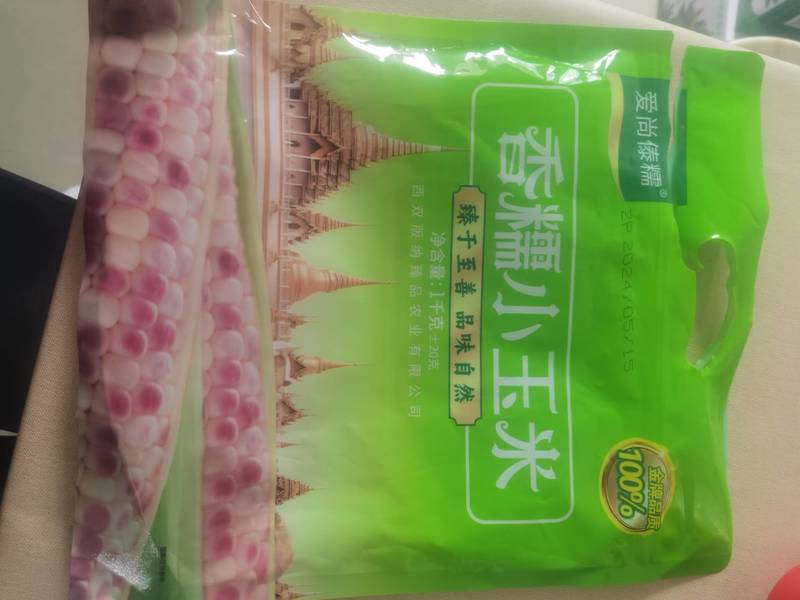 爱尚傣糯®
ZP 2024/05/15
香糯小玉米
臻于至善 品味自然
净含量:1千克±20克
西双版纳臻品农业有限公司
金牌品质
100%